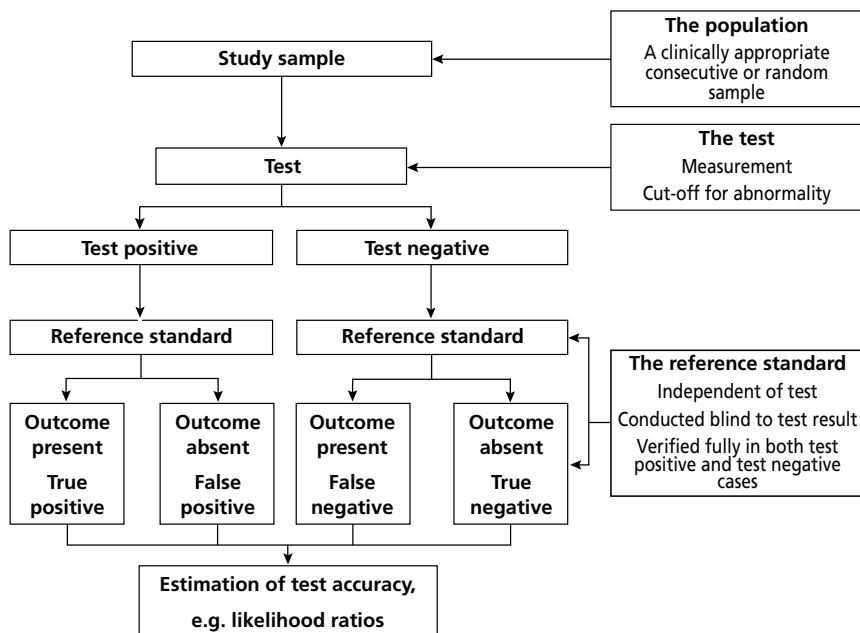 The population
A clinically appropriate
consecutive or random
sample
Study sample
The test
Measurement
Cut-off for abnormality
Test
Test positive
Test negative
Reference standard
Reference standard
The reference standard
Independent of test
Conducted blind to test result
Verified fully in both test
positive and test negative
cases
Outcome
present
True
positive
Outcome
absent
False
positive
Outcome
present
False
negative
Outcome
absent
True
negative
Estimation of test accuracy,
e.g. likelihood ratios